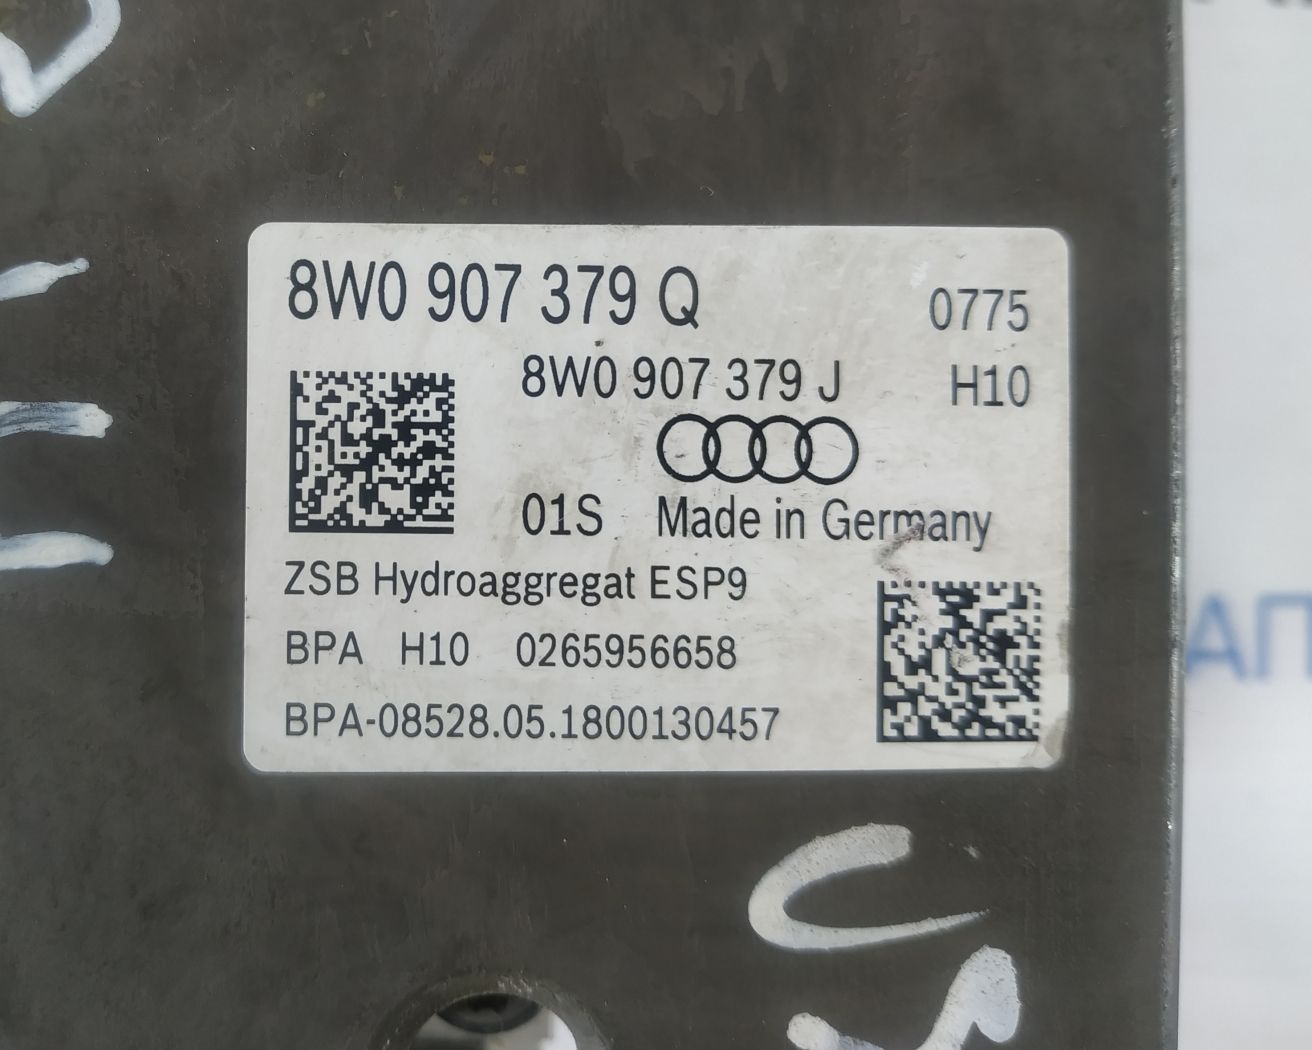 8W0 907 379 Q 0775
8W0 907 379 J H10
01S Made in Germany
ZSB Hydroaggregat ESP9
BPA H10 0265956658
BPA-08528.05.1800130457